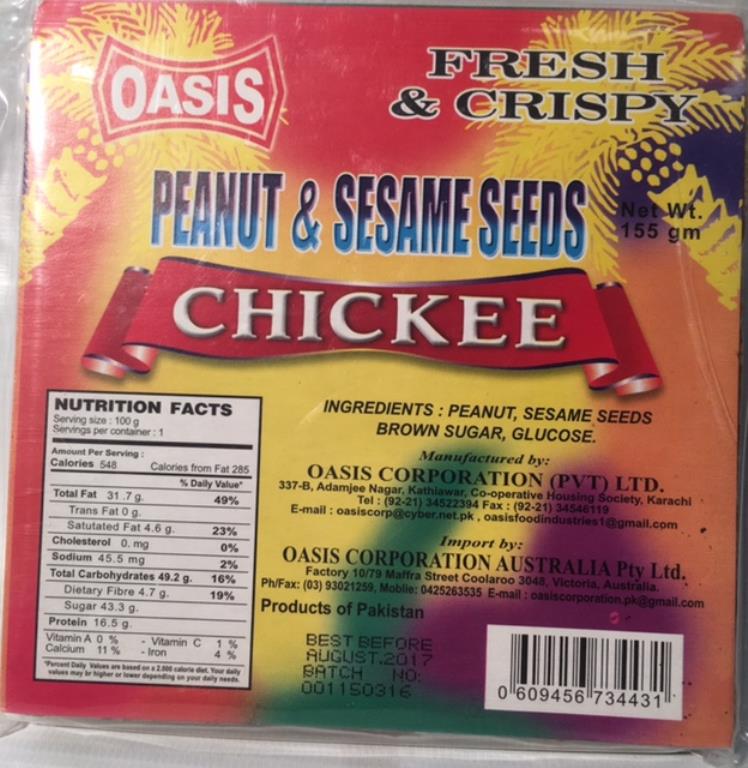 OASIS
FRESH
& CRISPY
PEANUT & SESAME SEEDS
Net Wt.
155 gm
CHICKEE
NUTRITION FACTS
Serving size : 100 g
Servings per container : 1
Amount Per Serving :
Calories 548 Calories from Fat 285
% Daily Value*
Total Fat 31.7 g. 49%
Trans Fat 0 g.
Satutated Fat 4.6 g. 23%
Cholesterol 0. mg 0%
Sodium 45.5 mg 2%
Total Carbohydrates 49.2 g. 16%
Dietary Fibre 4.7 g. 19%
Sugar 43.3 g.
Protein 16.5 g.
Vitamin A 0 % - Vitamin C 1 %
Calcium 11 % - Iron 4 %
*Percent Daily Values are based on a 2.000 calorie diet. Your daily
values may br higher or lower depending on your daily needs.
INGREDIENTS : PEANUT, SESAME SEEDS
BROWN SUGAR, GLUCOSE.
Manufactured by:
OASIS CORPORATION (PVT) LTD.
337-B, Adamjee Nagar, Kathiawar, Co-operative Housing Society, Karachi
Tel : (92-21) 34522394 Fax : (92-21) 34546119
E-mail : oasiscorp@cyber.net.pk , oasisfoodindustries1@gmail.com
Import by:
OASIS CORPORATION AUSTRALIA Pty Ltd.
Factory 10/79 Maffra Street Coolaroo 3048, Victoria, Australia.
Ph/Fax: (03) 93021259, Moblie: 0425263535 E-mail : oasiscorporation.pk@gmail.com
Products of Pakistan
BEST BEFORE
AUGUST.2017
BATCH NO:
001150316
0 609456 734431